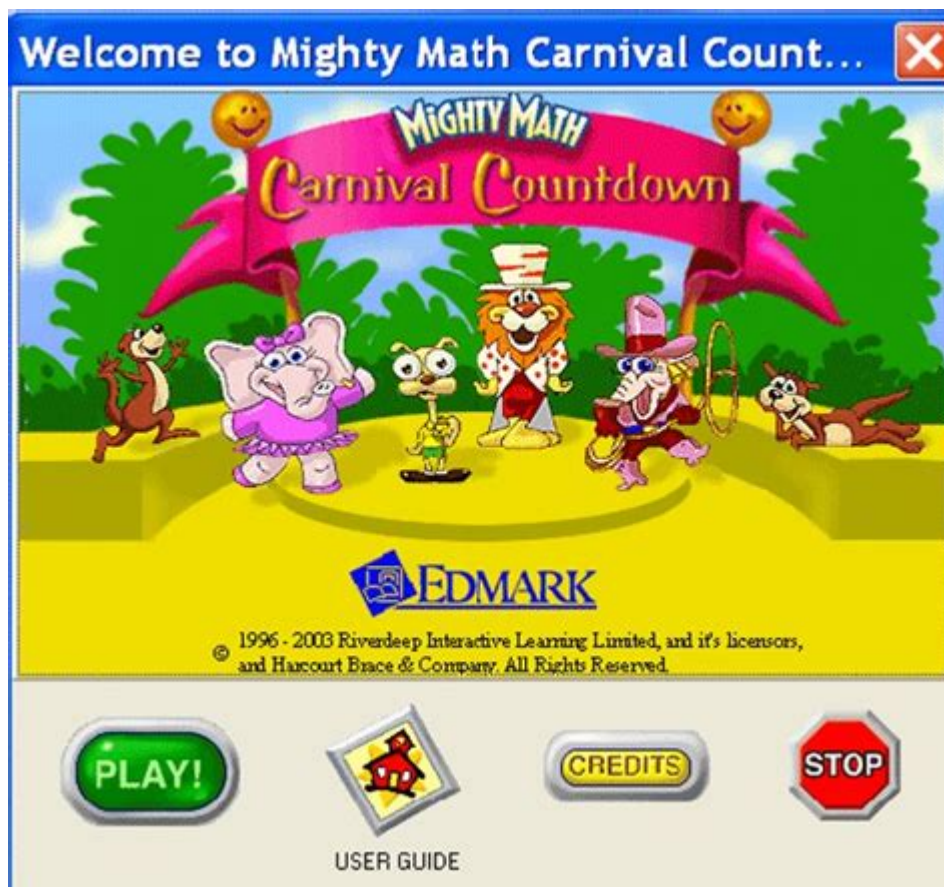 Welcome to Mighty Math Carnival Count...
MIGHTY MATH
Carnival Countdown
EDMARK
© 1996 - 2003 Riverdeep Interactive Learning Limited, and it's licensors,
and Harcourt Brace & Company. All Rights Reserved.
PLAY!
CREDITS
STOP
USER GUIDE